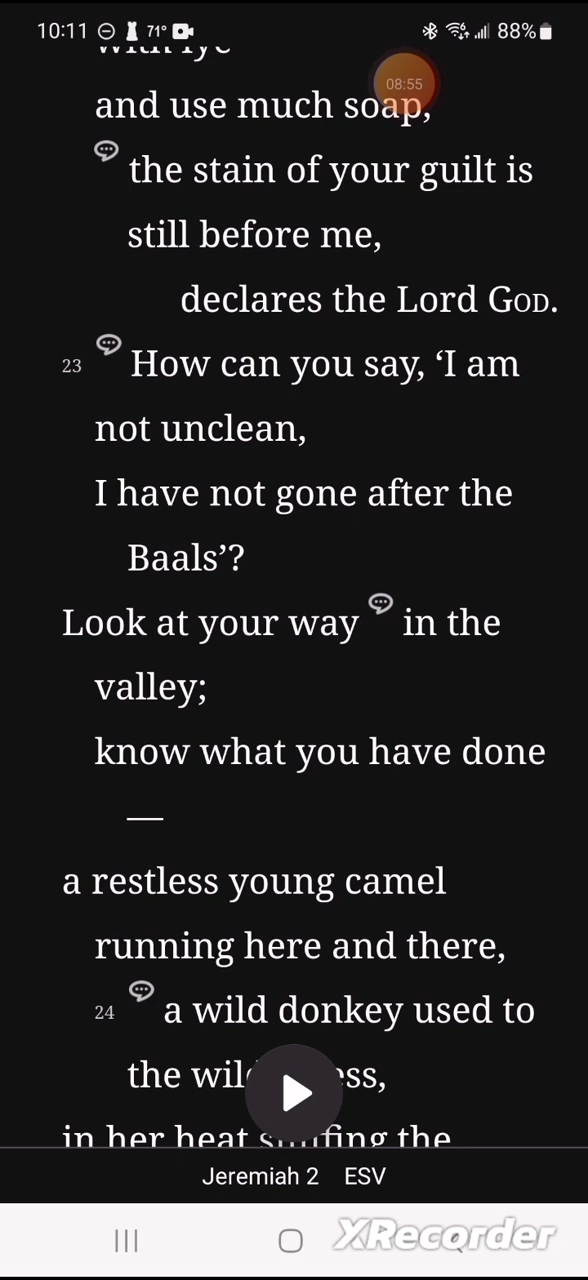 10:11 71° 88%
08:55
with lye
and use much soap,
the stain of your guilt is
still before me,
declares the Lord GOD.
23 How can you say, ‘I am
not unclean,
I have not gone after the
Baals’?
Look at your way in the
valley;
know what you have done
—
a restless young camel
running here and there,
24 a wild donkey used to
the
in her heat the
Jeremiah 2 ESV
XRecorder